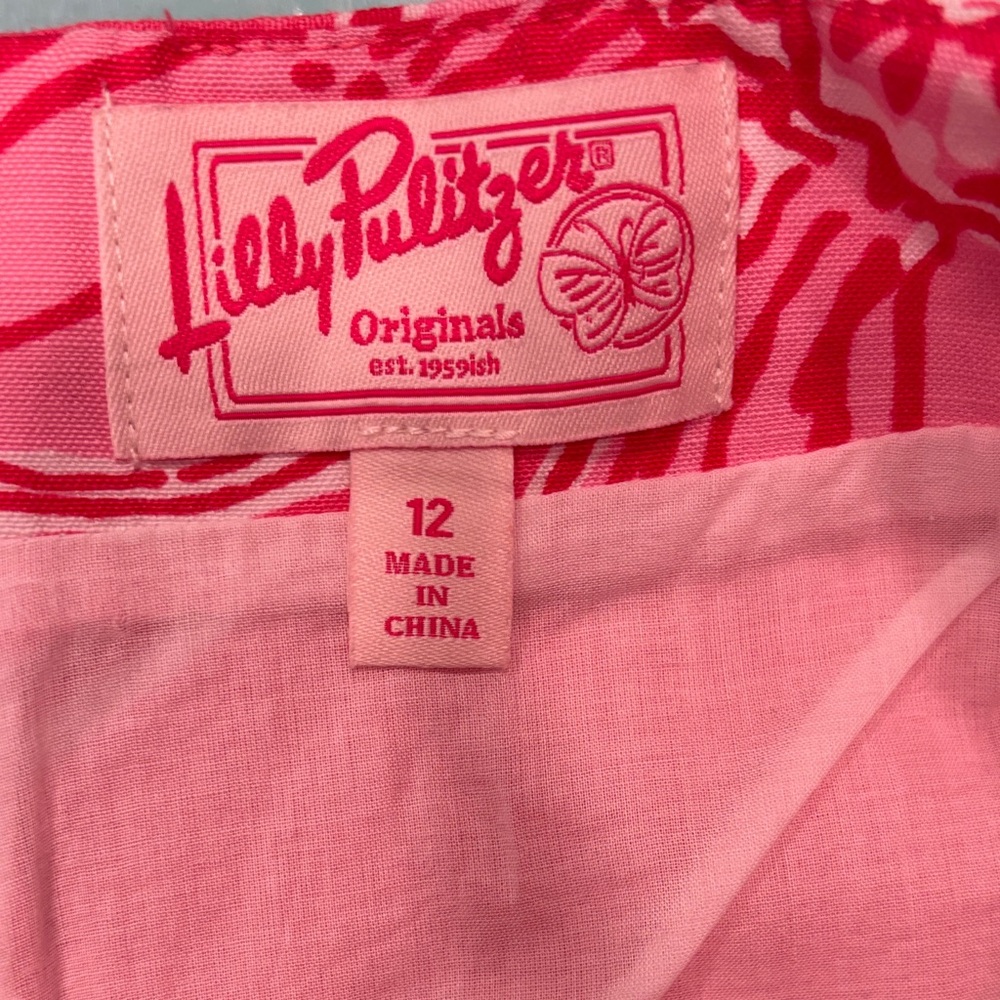 Lilly Pulitzer®
Originals
est. 1959ish
12
MADE
IN
CHINA